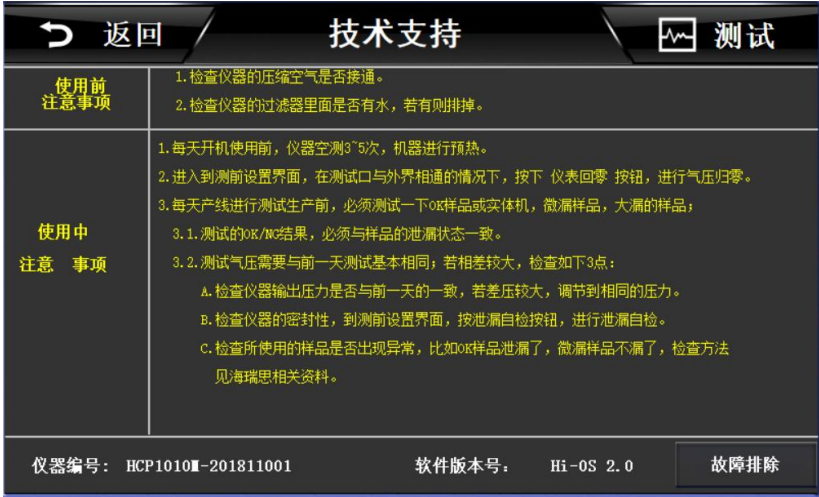 返回
技术支持
测试
使用前
注意事项
1.检查仪器的压缩空气是否接通。
2.检查仪器的过滤器里面是否有水，若有则排掉。
使用中
注意 事项
1.每天开机使用前，仪器空测3~5次，机器进行预热。
2.进入到测前设置界面，在测试口与外界相通的情况下，按下 仪表回零 按钮，进行气压归零。
3.每天产线进行测试生产前，必须测试一下OK样品或实体机，微漏样品，大漏的样品；
3.1.测试的OK/NG结果，必须与样品的泄漏状态一致。
3.2.测试气压需要与前一天测试基本相同；若相差较大，检查如下3点：
A.检查仪器输出压力是否与前一天的一致，若差压较大，调节到相同的压力。
B.检查仪器的密封性，到测前设置界面，按泄漏自检按钮，进行泄漏自检。
C.检查所使用的样品是否出现异常，比如OK样品泄漏了，微漏样品不漏了，检查方法
见海瑞思相关资料。
仪器编号: HCP1010M-201811001
软件版本号: Hi-OS 2.0
故障排除